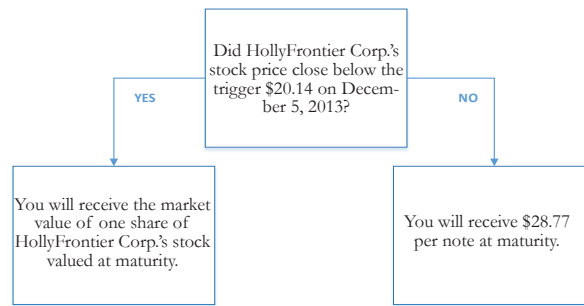 Did HollyFrontier Corp.'s
stock price close below the
trigger $20.14 on Decem-
ber 5, 2013?
YES
NO
You will receive the market
value of one share of
HollyFrontier Corp.'s stock
valued at maturity.
You will receive $28.77
per note at maturity.